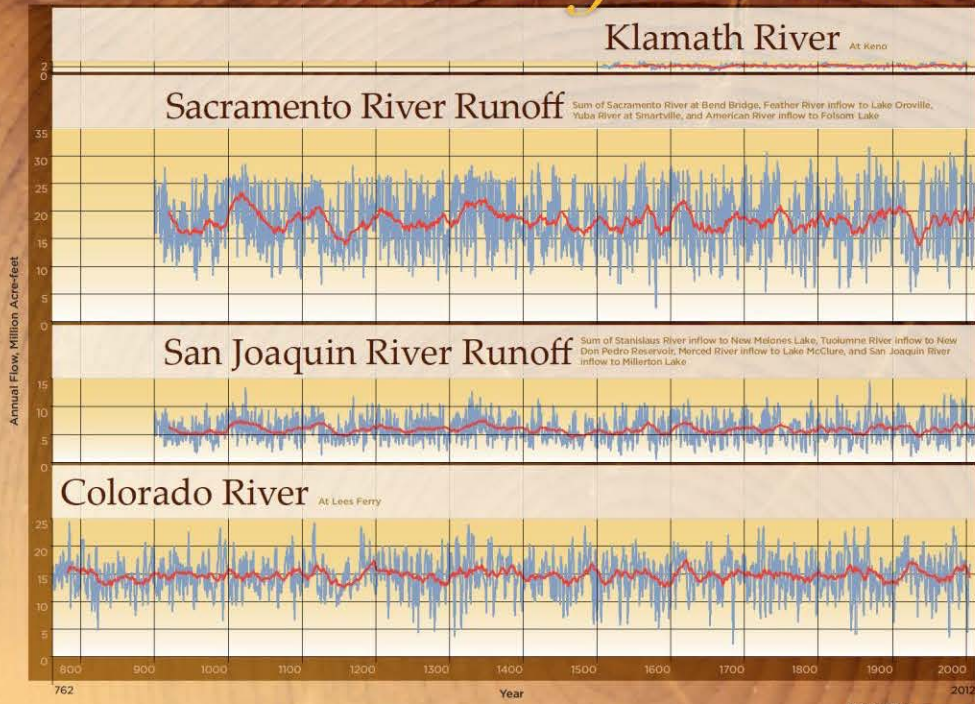 Klamath River At Keno
2
0
Sacramento River Runoff
Sum of Sacramento River at Bend Bridge, Feather River inflow to Lake Oroville,
Yuba River at Smartville, and American River inflow to Folsom Lake
35
30
25
20
15
10
5
0
Annual Flow, Million Acre-feet
San Joaquin River Runoff
Sum of Stanislaus River inflow to New Melones Lake, Tuolumne River inflow to New
Don Pedro Reservoir, Merced River inflow to Lake McClure, and San Joaquin River
inflow to Millerton Lake
15
10
5
0
Colorado River At Lees Ferry
25
20
15
10
5
0
800 900 1000 1100 1200 1300 1400 1500 1600 1700 1800 1900 2000
762 Year 2012